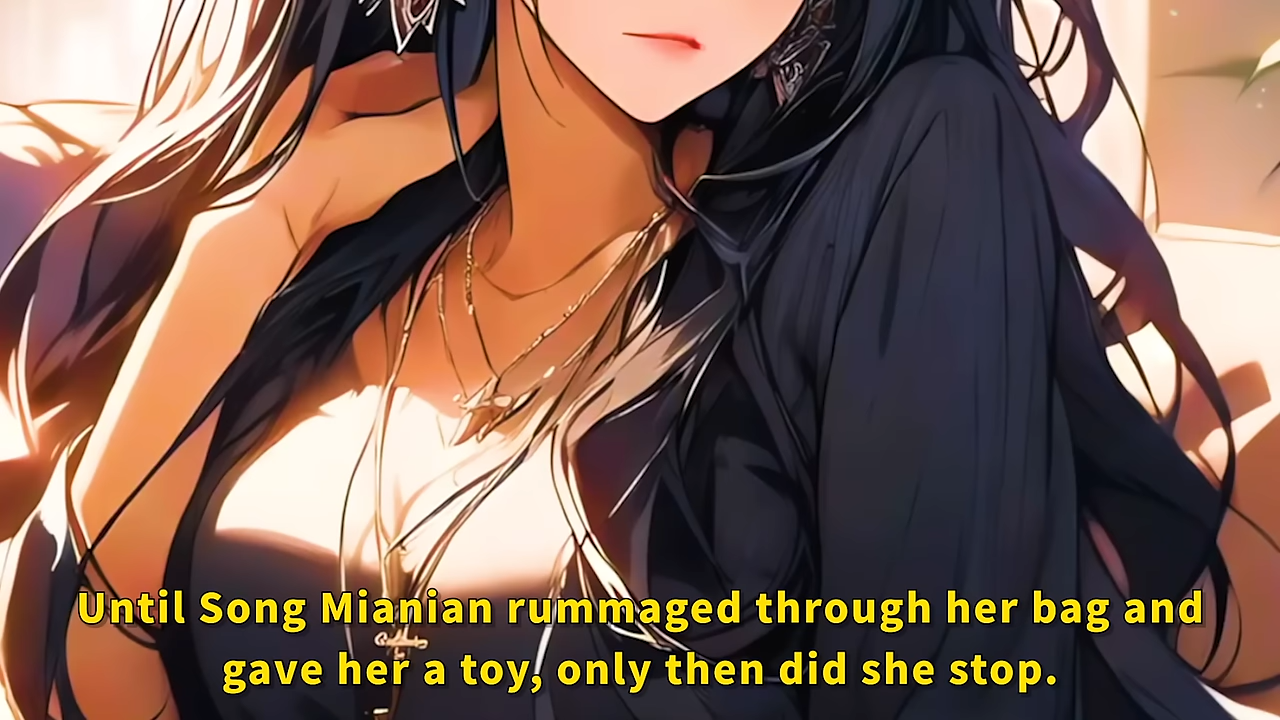 Until Song Mianian rummaged through her bag and
gave her a toy, only then did she stop.